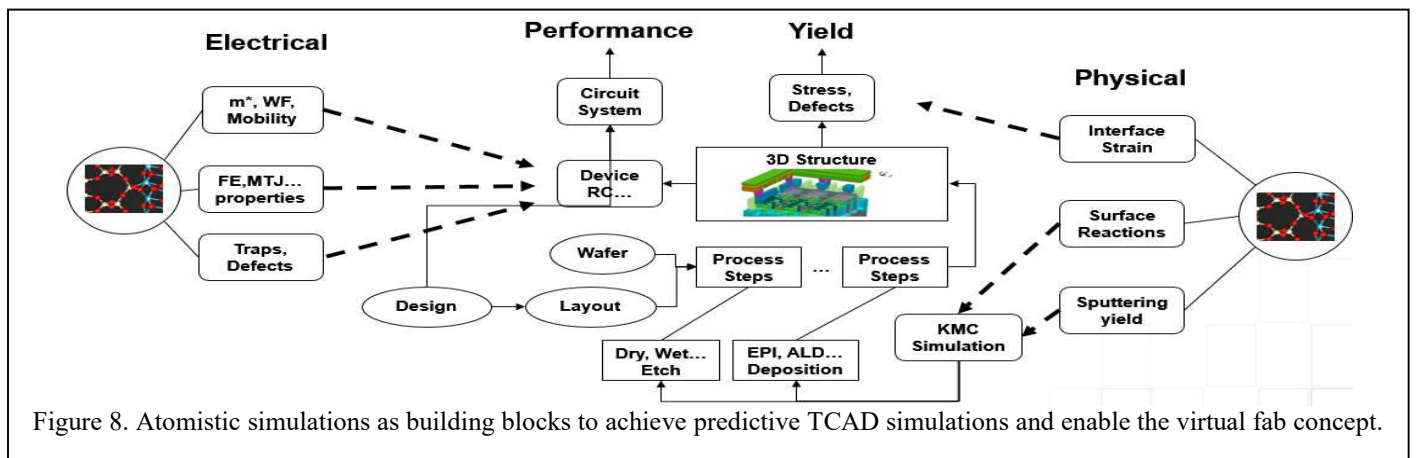 Electrical
Performance
Yield
Physical
m*, WF,
Mobility
FE,MTJ...
properties
Traps,
Defects
Circuit
System
Device
RC...
Stress,
Defects
3D Structure
Interface
Strain
Surface
Reactions
Sputtering
yield
Wafer
Design
Layout
Process
Steps
...
Process
Steps
Dry, Wet...
Etch
EPI, ALD...
Deposition
KMC
Simulation
Figure 8. Atomistic simulations as building blocks to achieve predictive TCAD simulations and enable the virtual fab concept.